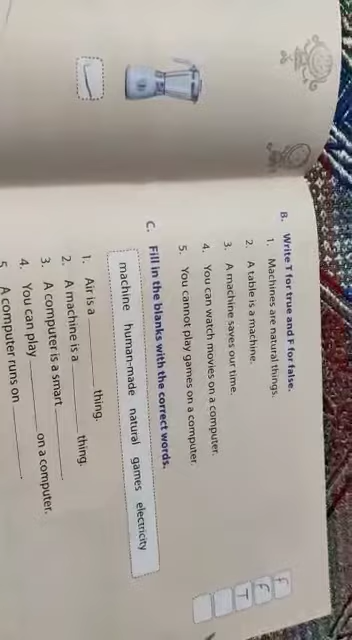 B. Write T for true and F for false.
1. Machines are natural things. F
2. A table is a machine. F
3. A machine saves our time. T
4. You can watch movies on a computer.
5. You cannot play games on a computer.
C. Fill in the blanks with the correct words.
machine human-made natural games electricity
1. Air is a ________ thing.
2. A machine is a ________ thing.
3. A computer is a smart ________.
4. You can play ________ on a computer.
5. A computer runs on ________.